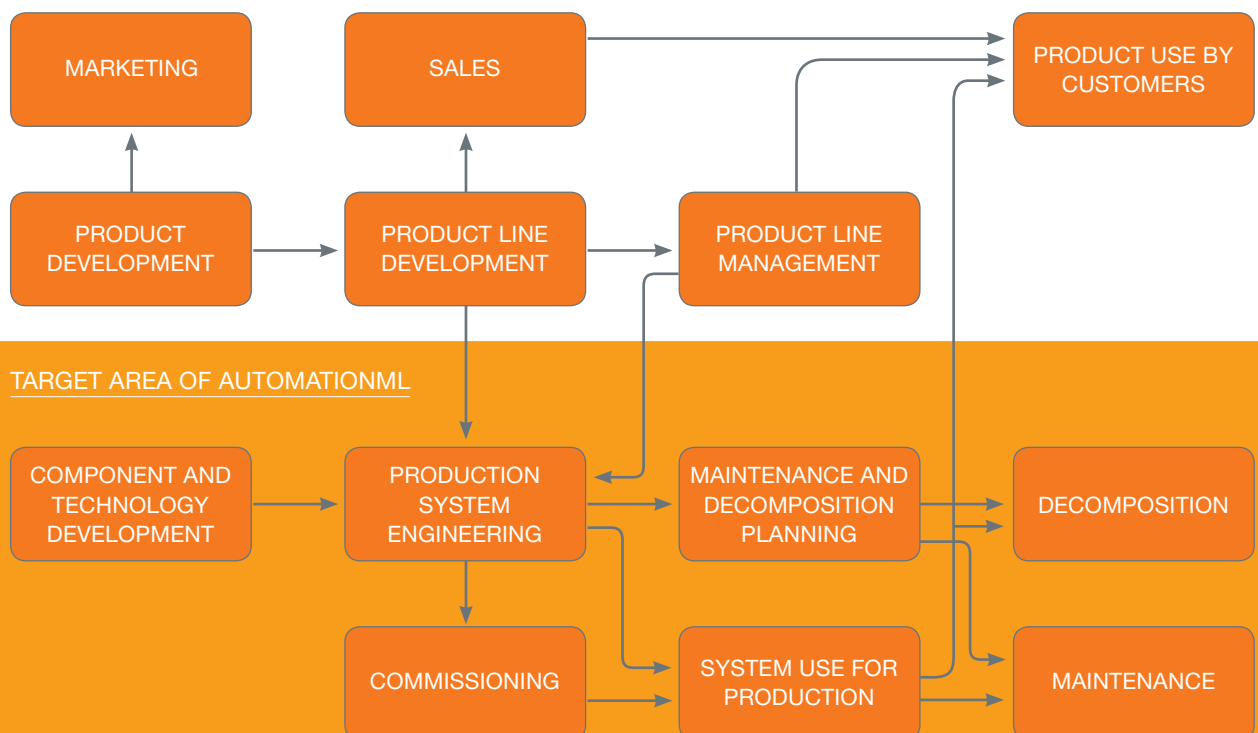 MARKETING
SALES
PRODUCT USE BY
CUSTOMERS
PRODUCT
DEVELOPMENT
PRODUCT LINE
DEVELOPMENT
PRODUCT LINE
MANAGEMENT
TARGET AREA OF AUTOMATIONML
COMPONENT AND
TECHNOLOGY
DEVELOPMENT
PRODUCTION
SYSTEM
ENGINEERING
MAINTENANCE AND
DECOMPOSITION
PLANNING
DECOMPOSITION
COMMISSIONING
SYSTEM USE FOR
PRODUCTION
MAINTENANCE